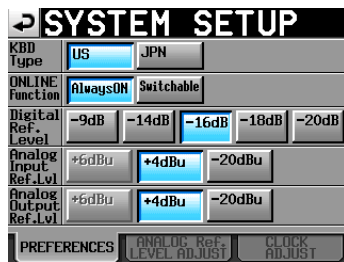 SYSTEM SETUP
KBD Type US JPN
ONLINE Function AlwaysON Switchable
Digital Ref. Level -9dB -14dB -16dB -18dB -20dB
Analog Input Ref.Lvl +6dBu +4dBu -20dBu
Analog Output Ref.Lvl +6dBu +4dBu -20dBu
PREFERENCES ANALOG Ref. LEVEL ADJUST CLOCK ADJUST